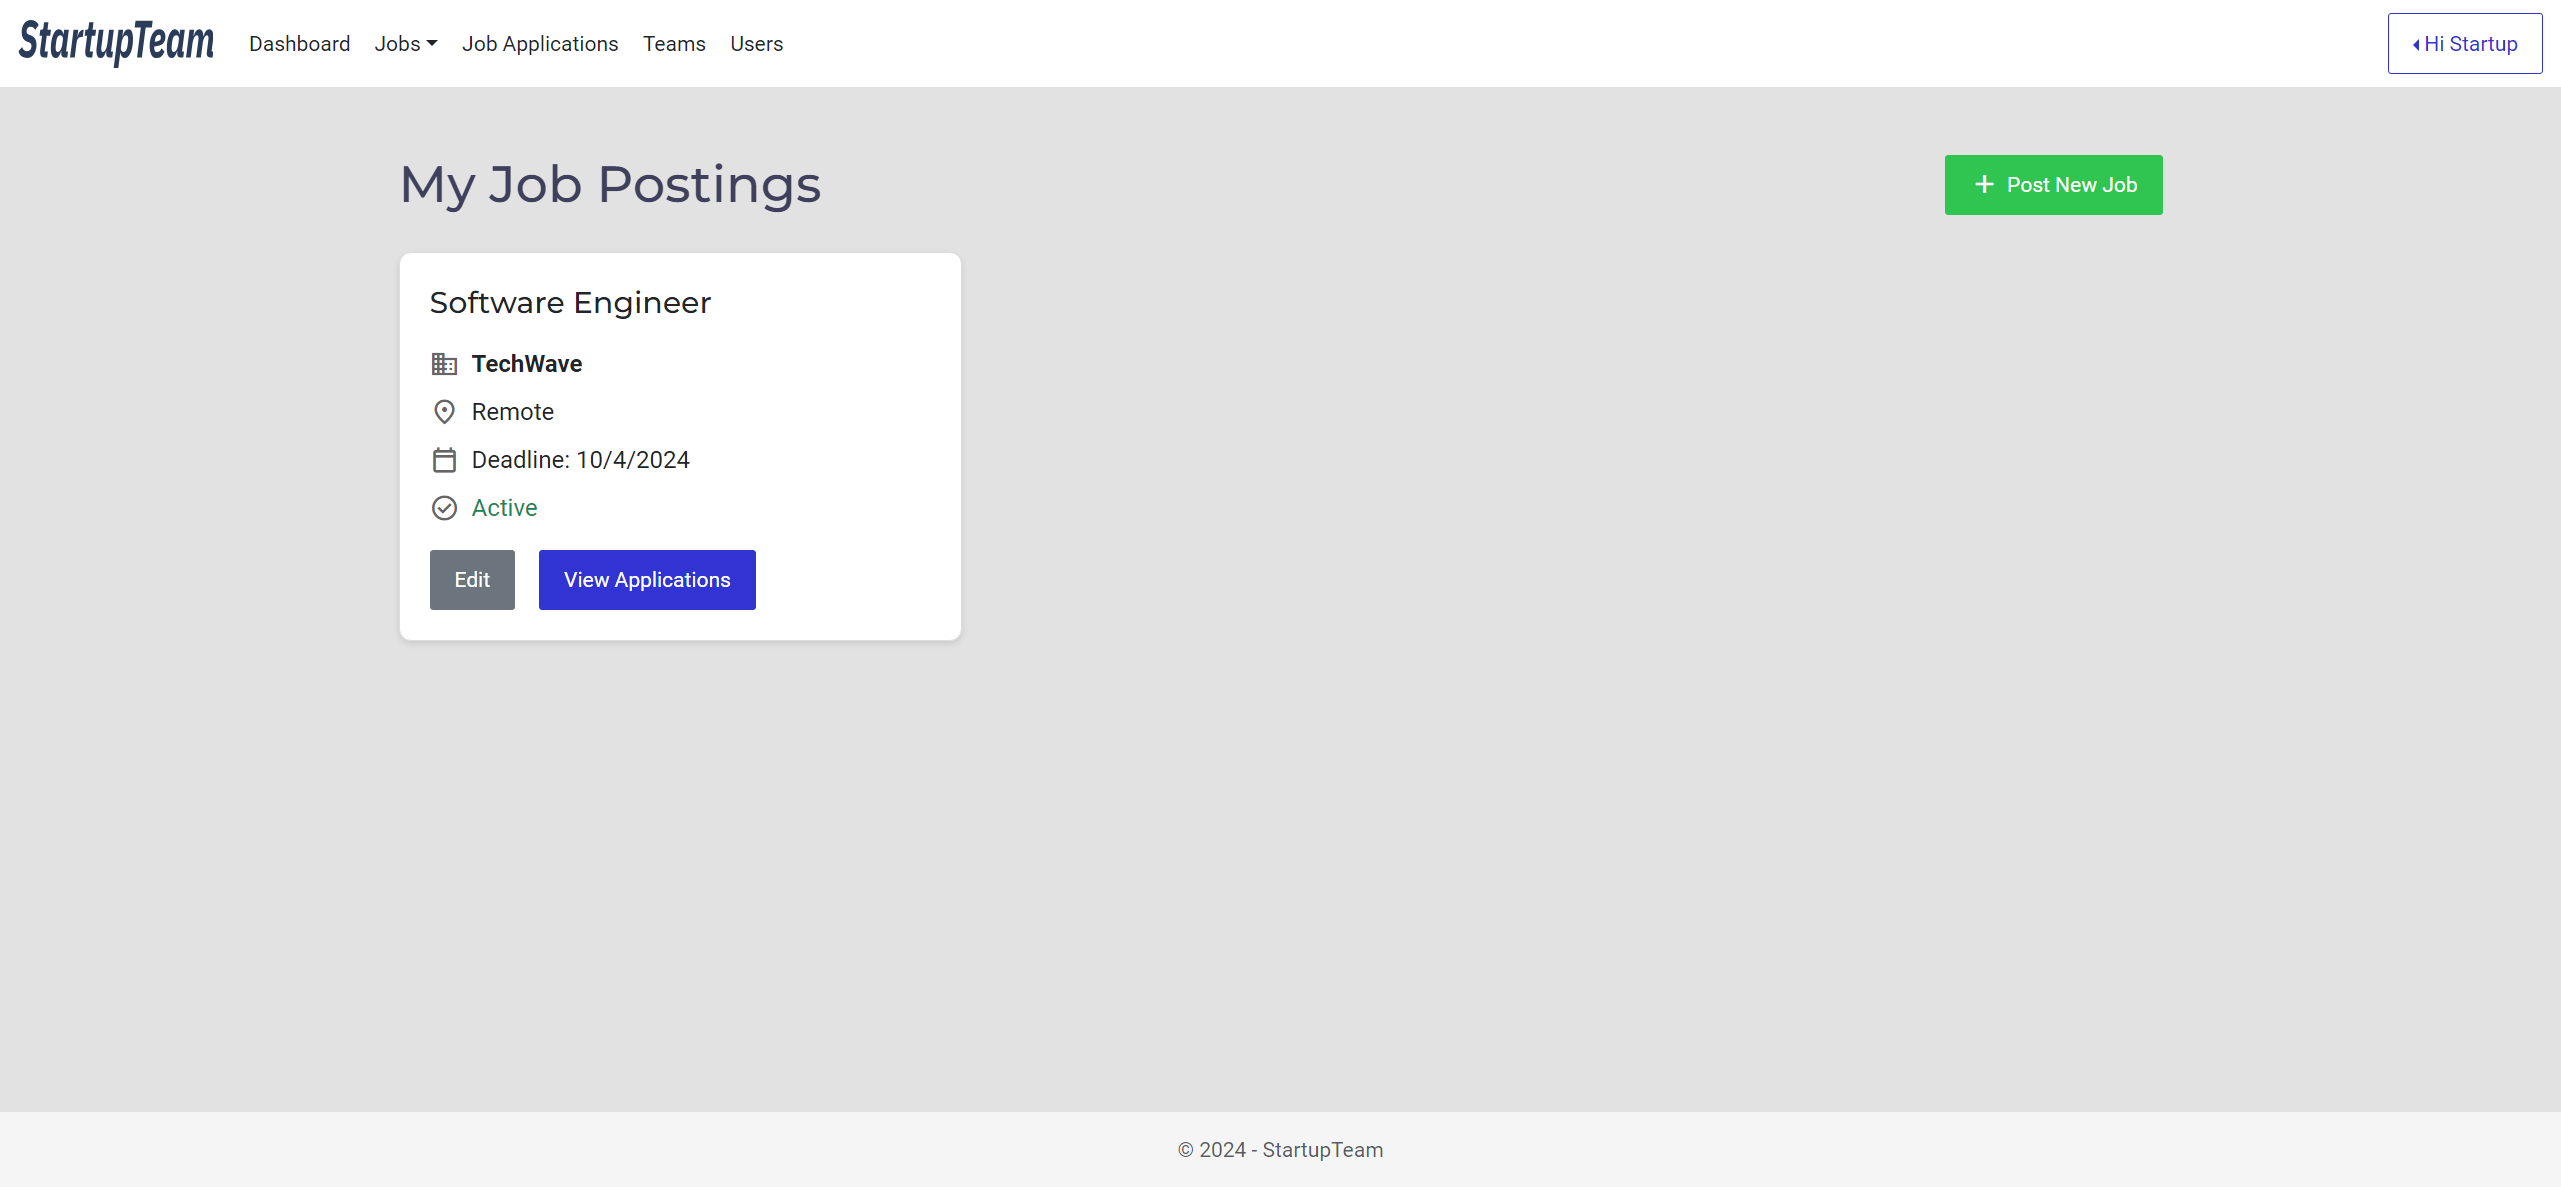 StartupTeam Dashboard Jobs Job Applications Teams Users Hi Startup
My Job Postings
+ Post New Job
Software Engineer
TechWave
Remote
Deadline: 10/4/2024
Active
Edit View Applications
© 2024 - StartupTeam